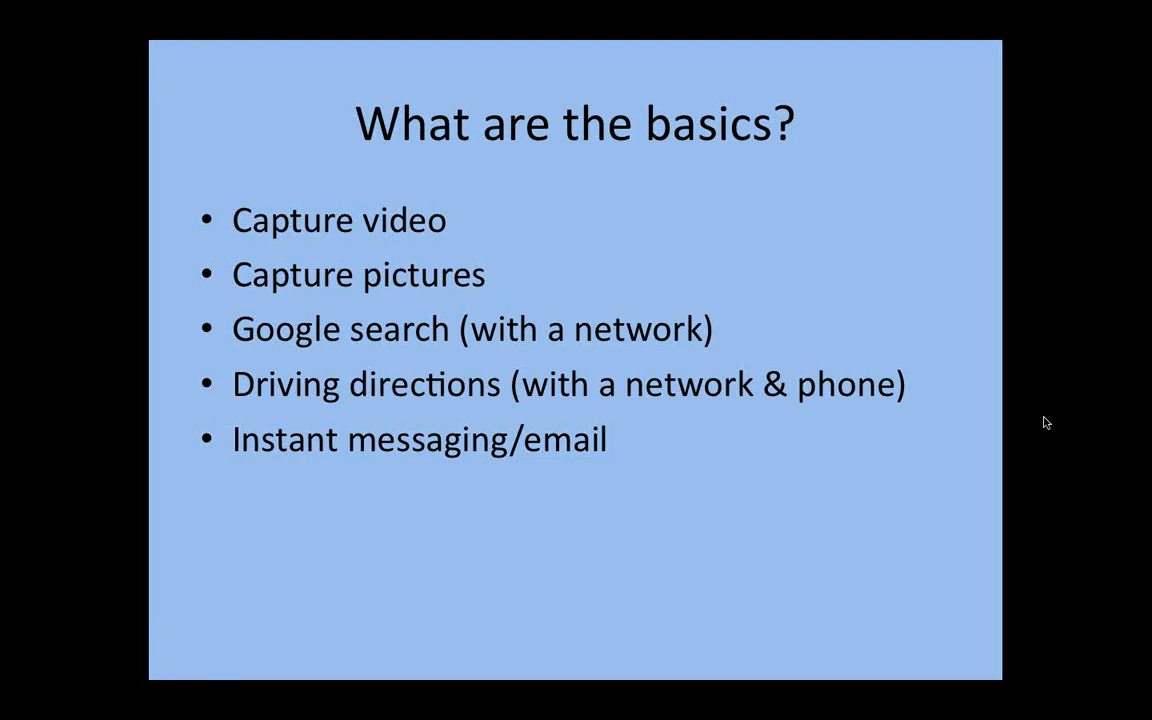 What are the basics?
• Capture video
• Capture pictures
• Google search (with a network)
• Driving directions (with a network & phone)
• Instant messaging/email